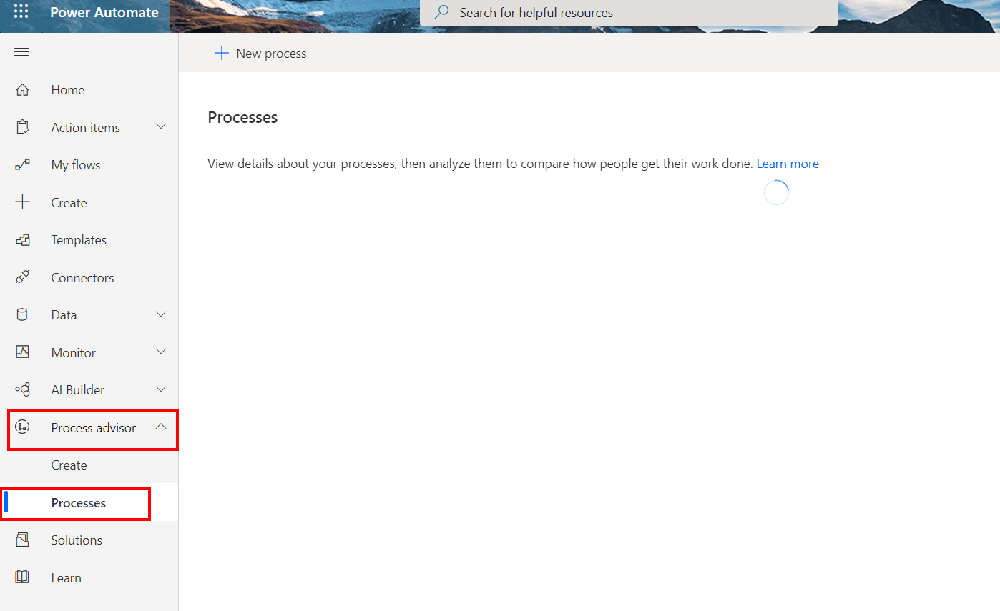 Power Automate
Search for helpful resources
New process
Home
Action items
My flows
Create
Templates
Connectors
Data
Monitor
AI Builder
Process advisor
Create
Processes
Solutions
Learn
Processes
View details about your processes, then analyze them to compare how people get their work done. Learn more